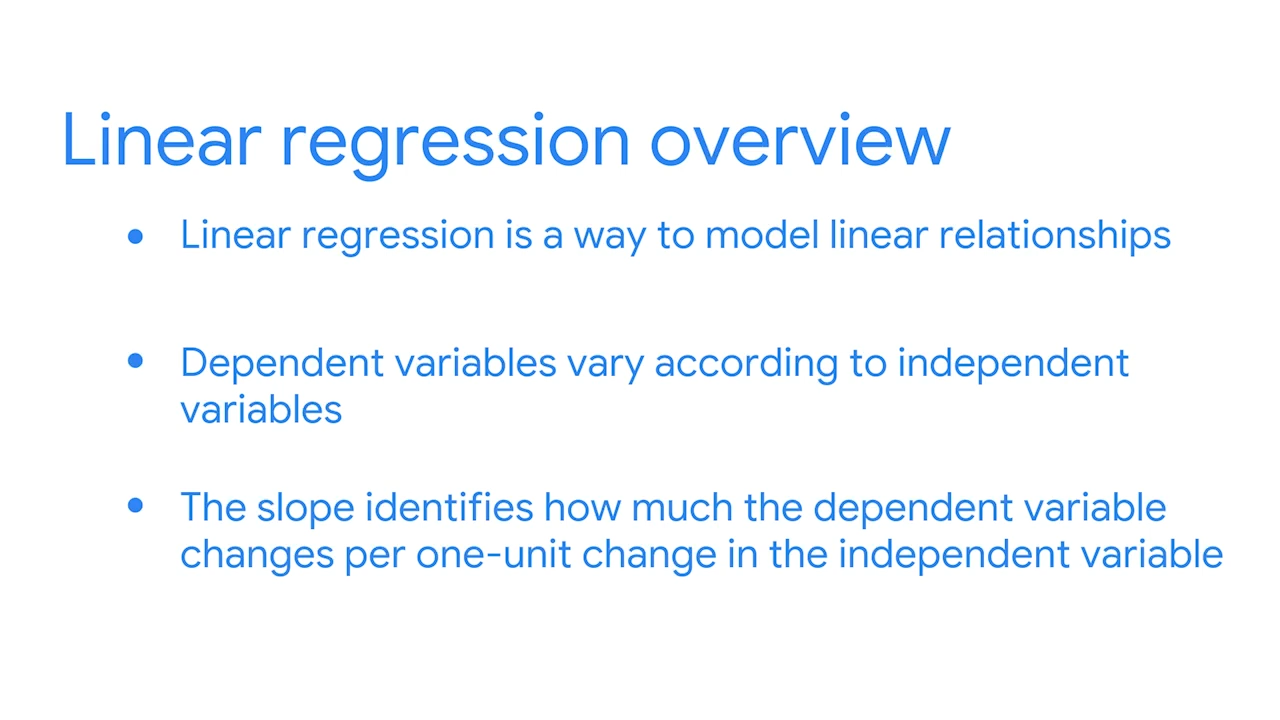 Linear regression overview
• Linear regression is a way to model linear relationships
• Dependent variables vary according to independent
variables
• The slope identifies how much the dependent variable
changes per one-unit change in the independent variable